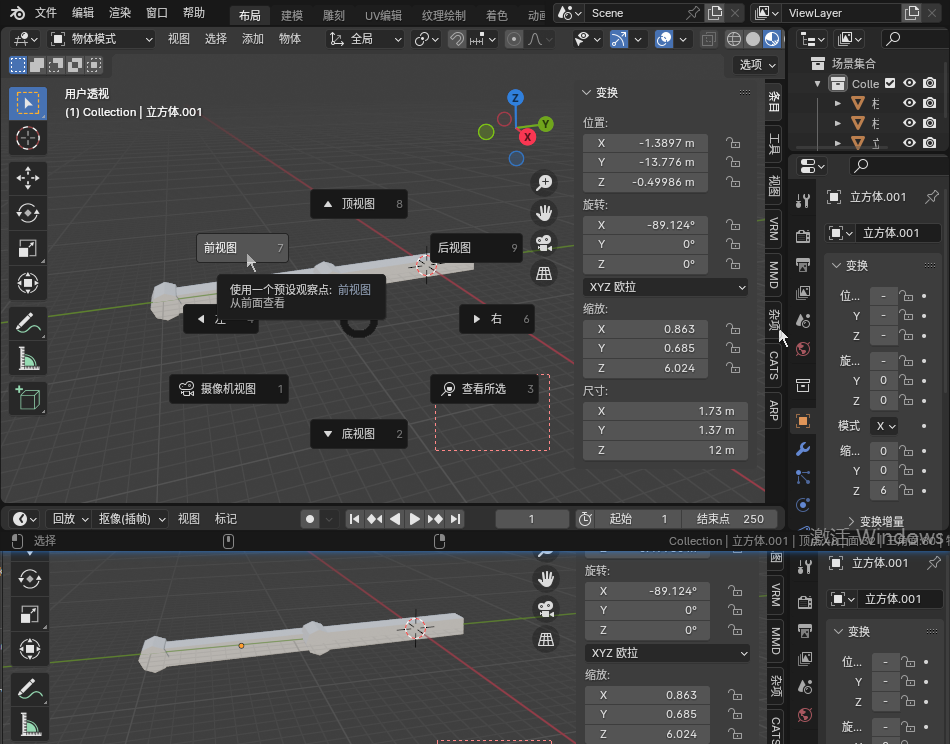 文件 编辑 渲染 窗口 帮助 布局 建模 雕刻 UV编辑 纹理绘制 着色 动 Scene ViewLayer
物体模式 视图 选择 添加 物体 全局
选项
用户透视
(1) Collection | 立方体.001
Z
Y
X
顶视图 8
前视图 7
后视图 9
使用一个预设观察点: 前视图
从前面查看
左 4
右 6
摄像机视图 1
查看所选 3
底视图 2
变换
位置:
X -1.3897 m
Y -13.776 m
Z -0.49986 m
旋转:
X -89.124°
Y 0°
Z 0°
XYZ 欧拉
缩放:
X 0.863
Y 0.685
Z 6.024
尺寸:
X 1.73 m
Y 1.37 m
Z 12 m
条目
工具
视图
VRM
MMD
杂项
CATS
ARP
场景集合
Colle
立方体.001
立方体.001
变换
位... -
Y -
Z -
旋... -
Y 0
Z 0
模式 X
缩... 0
Y 0
Z 6
变换增量
回放 抠像(插帧) 视图 标记 1 起始 1 结束点 250
选择
Collection | 立方体.001 | 顶点
激活 Windows
旋转:
X -89.124°
Y 0°
Z 0°
XYZ 欧拉
缩放:
X 0.863
Y 0.685
Z 6.024
图
VRM
MMD
杂项
CATS
立方体.001
立方体.001
变换
位... -
Y -
Z -
旋... -